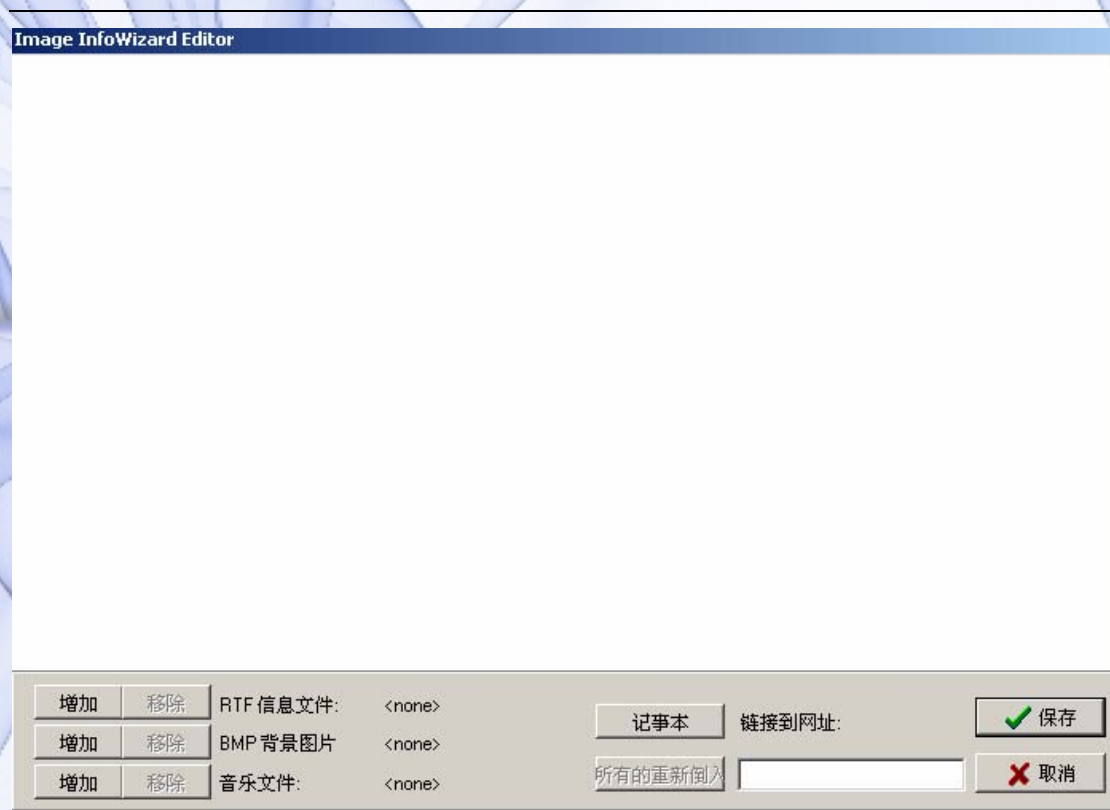 Image InfoWizard Editor
增加 移除 RTF 信息文件: <none>
增加 移除 BMP 背景图片 <none>
增加 移除 音乐文件: <none>
记事本 链接到网址:
所有的重新倒入
保存
取消